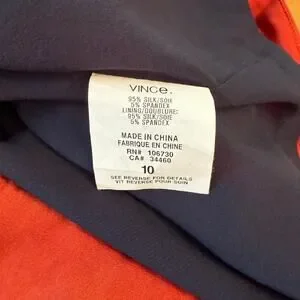 VINCE.
95% SILK/SOIE
5% SPANDEX
LINING/DOUBLURE:
95% SILK/SOIE
5% SPANDEX
MADE IN CHINA
FABRIQUE EN CHINE
RN# 106730
CA# 34460
10
SEE REVERSE FOR DETAILS
VIT REVERSE POUR SOIN